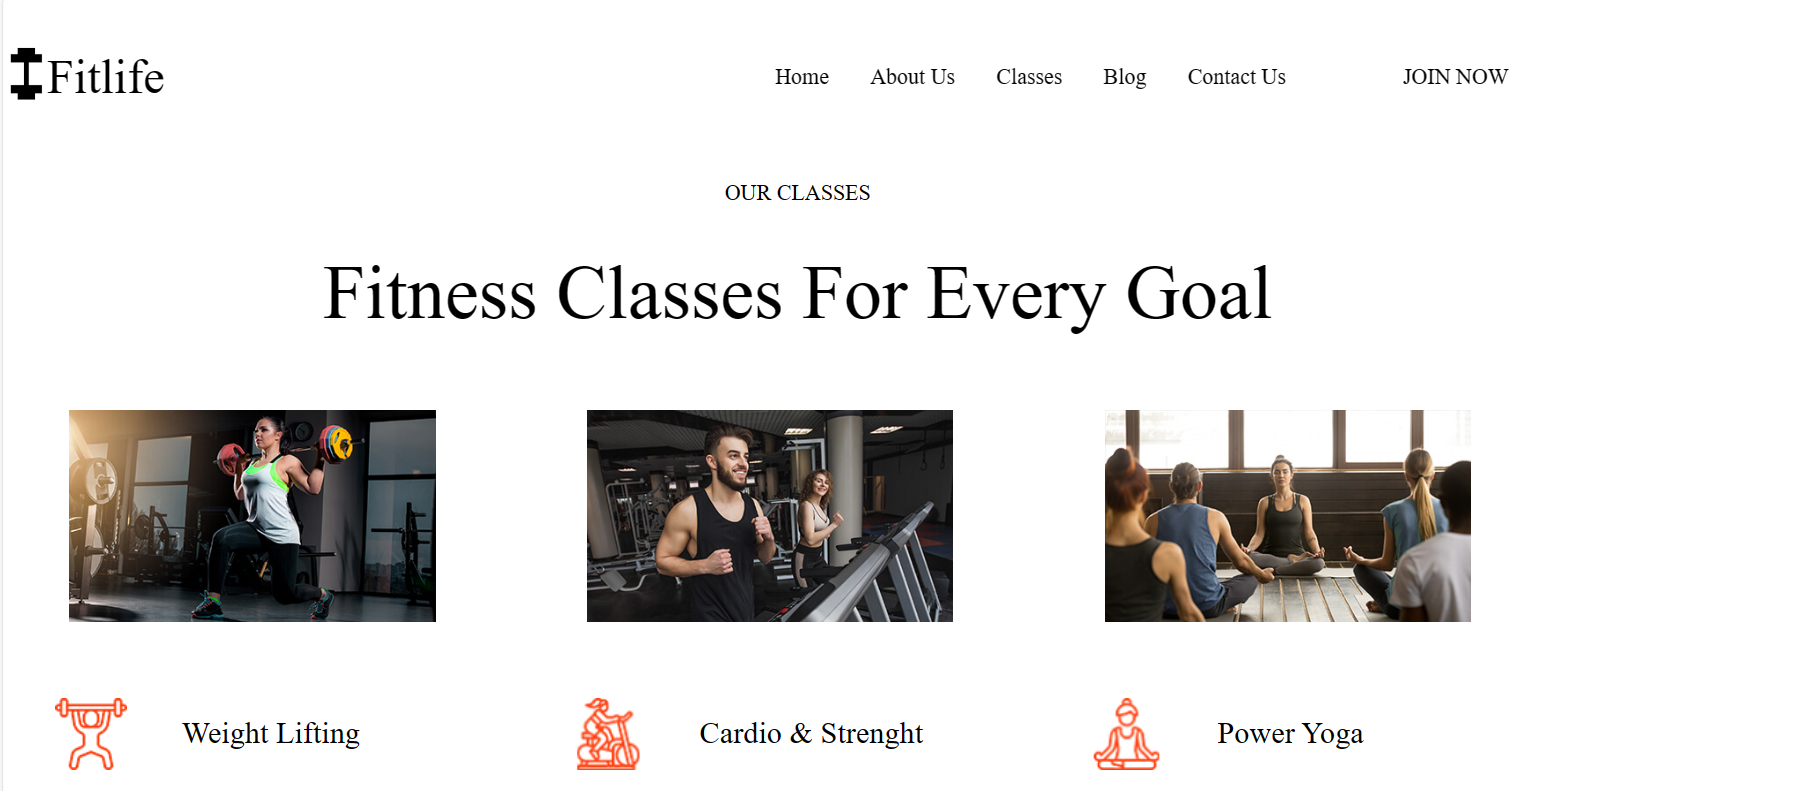 Fitlife
Home About Us Classes Blog Contact Us JOIN NOW
OUR CLASSES
Fitness Classes For Every Goal
Weight Lifting
Cardio & Strenght
Power Yoga